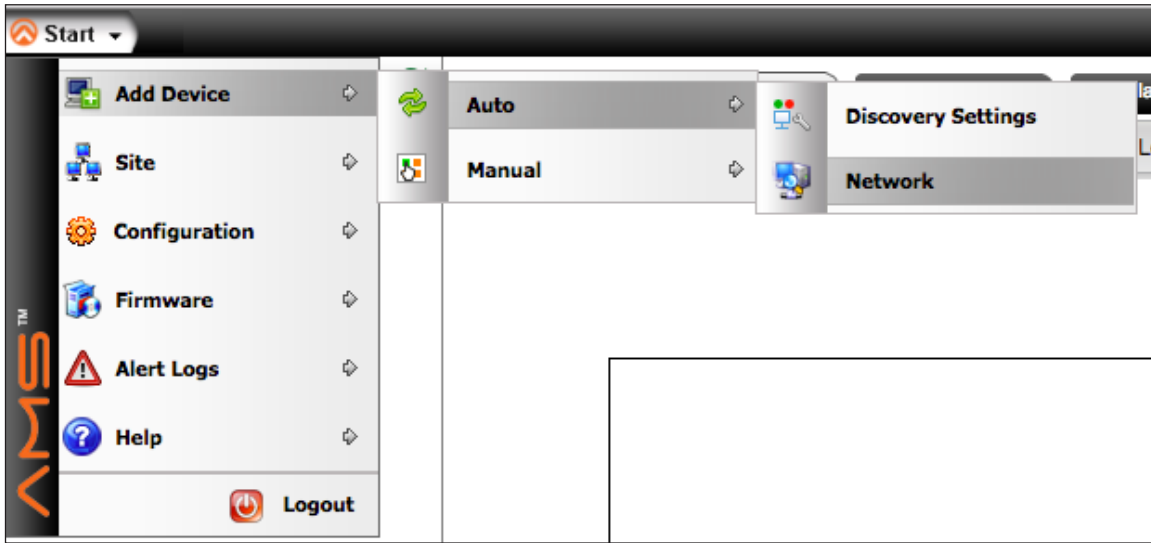 Start
Add Device
Auto
Discovery Settings
Site
Manual
Network
Configuration
Firmware
Alert Logs
Help
Logout
AMS™